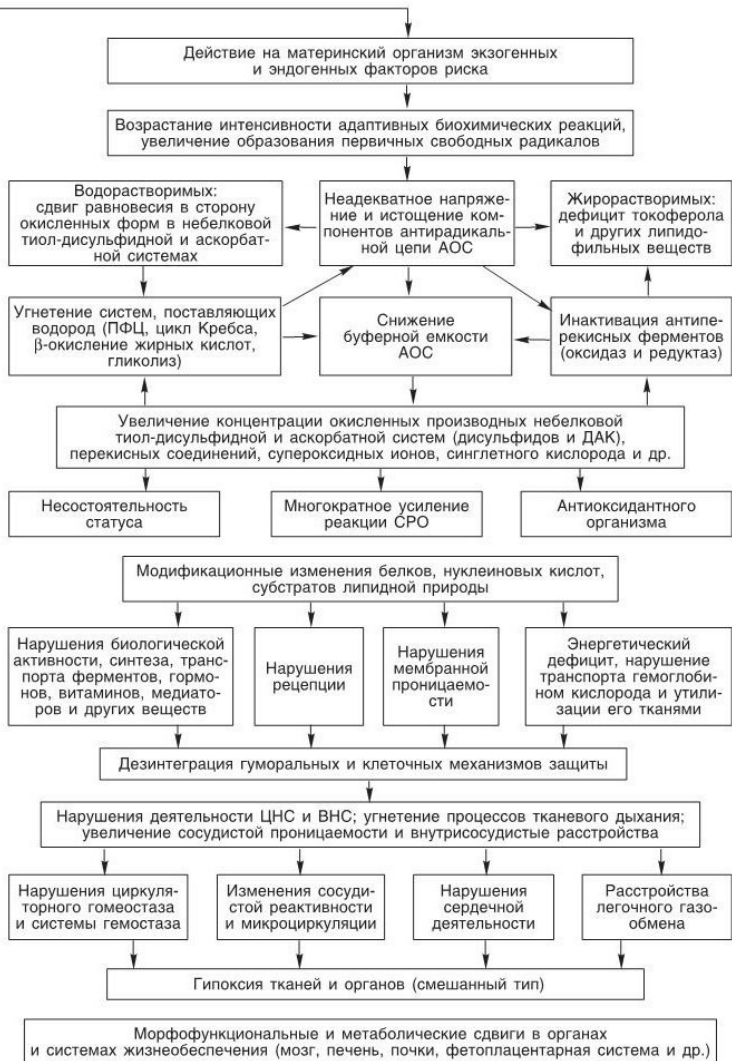 Действие на материнский организм экзогенных
и эндогенных факторов риска
Возрастание интенсивности адаптивных биохимических реакций,
увеличение образования первичных свободных радикалов
Водорастворимых:
сдвиг равновесия в сторону
окисленных форм в небелковой
тиол-дисульфидной и аскорбат-
ной системах
Неадекватное напряже-
ние и истощение ком-
понентов антирадикаль-
ной цепи АОС
Жирорастворимых:
дефицит токоферола
и других липидо-
фильных веществ
Угнетение систем, поставляющих
водород (ПФЦ, цикл Кребса,
β-окисление жирных кислот,
гликолиз)
Снижение
буферной емкости
АОС
Инактивация антипе-
рекисных ферментов
(оксидаз и редуктаз)
Увеличение концентрации окисленных производных небелковой
тиол-дисульфидной и аскорбатной систем (дисульфидов и ДАК),
перекисных соединений, супероксидных ионов, синглетного кислорода и др.
Несостоятельность
статуса
Многократное усиление
реакции СРО
Антиоксидантного
организма
Модификационные изменения белков, нуклеиновых кислот,
субстратов липидной природы
Нарушения биологической
активности, синтеза, транс-
порта ферментов, гормо-
нов, витаминов, медиато-
ров и других веществ
Нарушения
рецепции
Нарушения
мембранной
проницаемо-
сти
Энергетический
дефицит, нарушение
транспорта гемоглоби-
ном кислорода и утили-
зации его тканями
Дезинтеграция гуморальных и клеточных механизмов защиты
Нарушения деятельности ЦНС и ВНС; угнетение процессов тканевого дыхания;
увеличение сосудистой проницаемости и внутрисосудистые расстройства
Нарушения циркуля-
торного гомеостаза
и системы гемостаза
Изменения сосуди-
стой реактивности
и микроциркуляции
Нарушения
сердечной
деятельности
Расстройства
легочного газо-
обмена
Гипоксия тканей и органов (смешанный тип)
Морфофункциональные и метаболические сдвиги в органах
и системах жизнеобеспечения (мозг, печень, почки, фетоплацентарная система и др.)